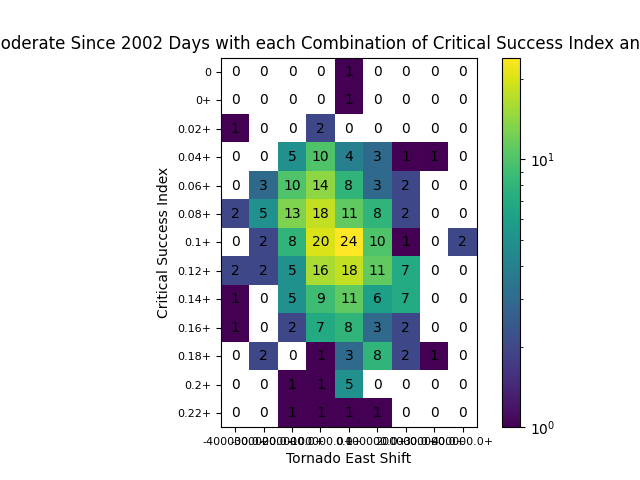 oderate Since 2002 Days with each Combination of Critical Success Index an
0 0 0 0 0 1 0 0 0 0
0+ 0 0 0 0 1 0 0 0 0
0.02+ 1 0 0 2 0 0 0 0 0
0.04+ 0 0 5 10 4 3 1 1 0
0.06+ 0 3 10 14 8 3 2 0 0
0.08+ 2 5 13 18 11 8 2 0 0
0.1+ 0 2 8 20 24 10 1 0 2
0.12+ 2 2 5 16 18 11 7 0 0
0.14+ 1 0 5 9 11 6 7 0 0
0.16+ 1 0 2 7 8 3 2 0 0
0.18+ 0 2 0 1 3 8 2 1 0
0.2+ 0 0 1 1 5 0 0 0 0
0.22+ 0 0 1 1 1 1 0 0 0
Tornado East Shift
Critical Success Index
10¹
10⁰